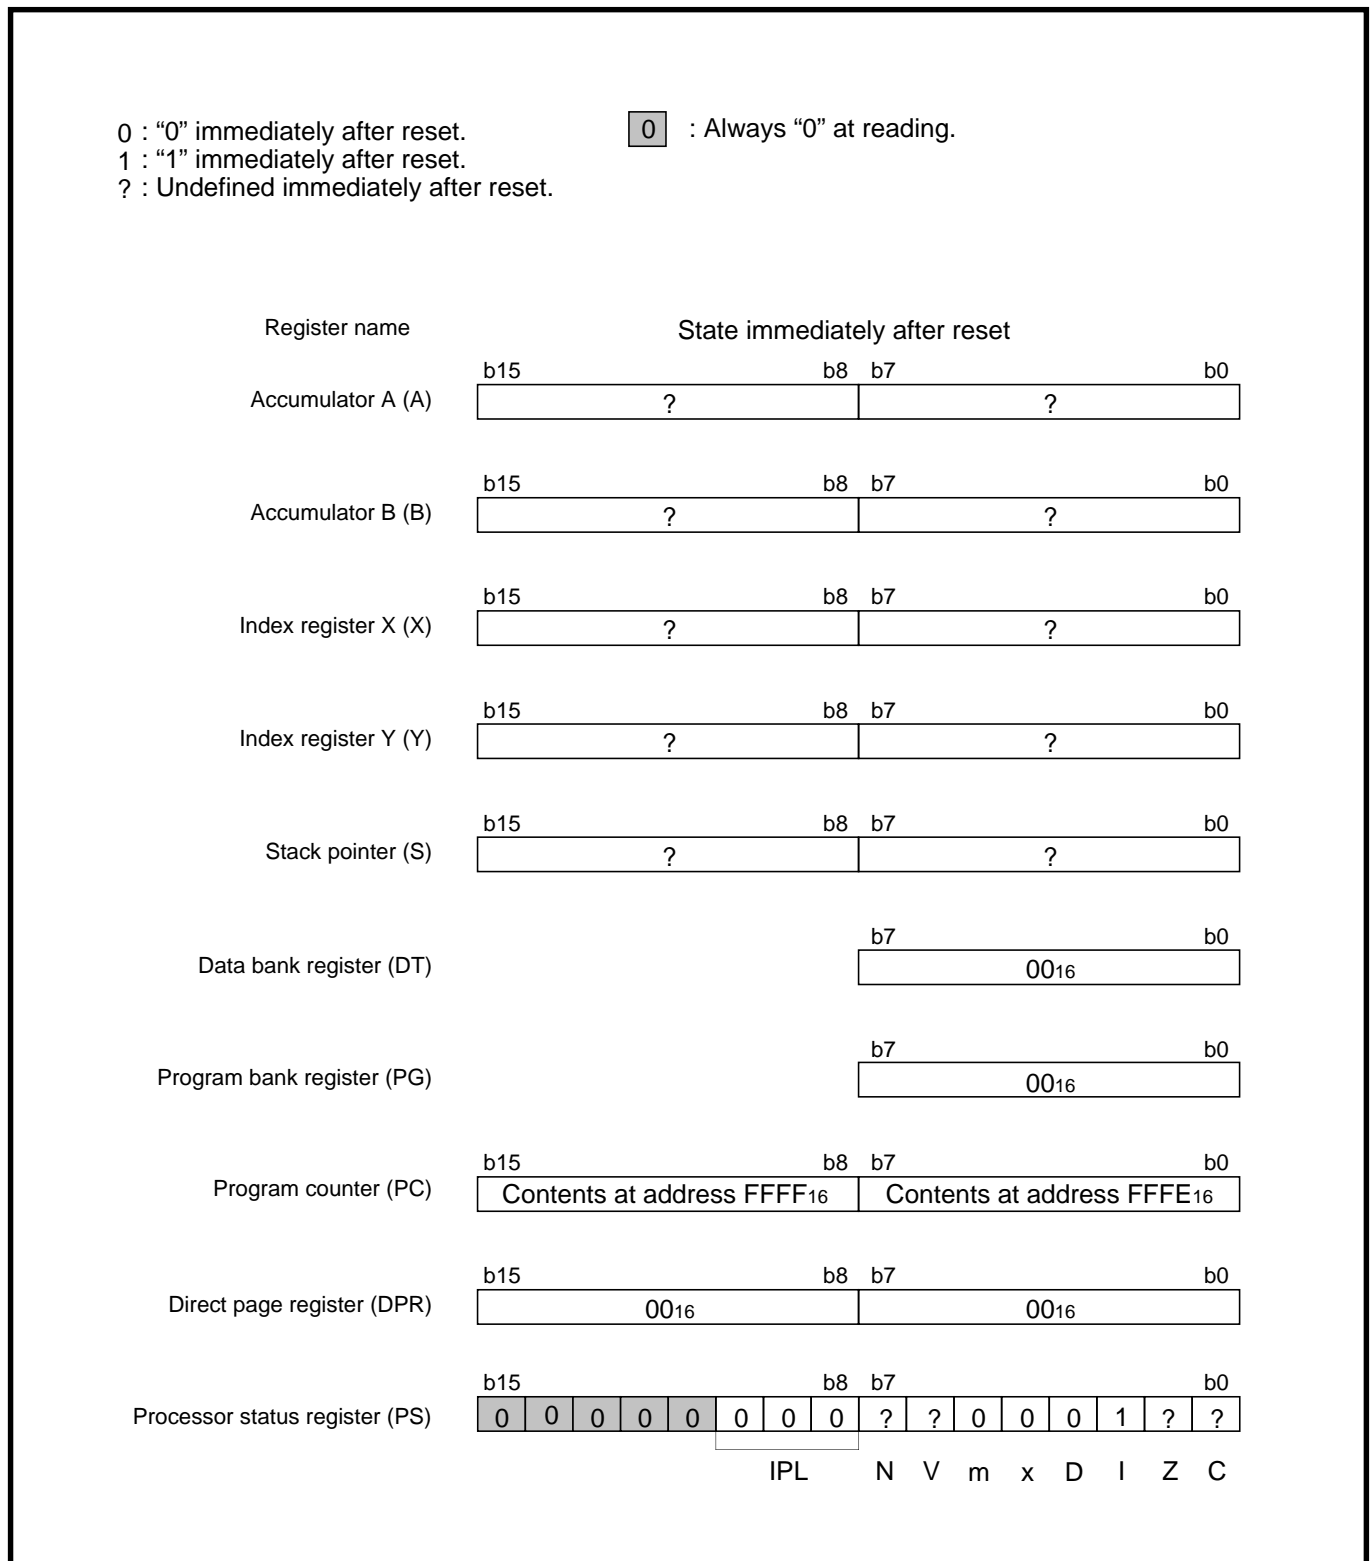 0 : “0” immediately after reset.
0 : Always “0” at reading.
1 : “1” immediately after reset.
? : Undefined immediately after reset.
Register name State immediately after reset
b15 b8 b7 b0
Accumulator A (A) ? ?
b15 b8 b7 b0
Accumulator B (B) ? ?
b15 b8 b7 b0
Index register X (X) ? ?
b15 b8 b7 b0
Index register Y (Y) ? ?
b15 b8 b7 b0
Stack pointer (S) ? ?
b7 b0
Data bank register (DT) 0016
b7 b0
Program bank register (PG) 0016
b15 b8 b7 b0
Program counter (PC) Contents at address FFFF16 Contents at address FFFE16
b15 b8 b7 b0
Direct page register (DPR) 0016 0016
b15 b8 b7 b0
Processor status register (PS) 0 0 0 0 0 0 0 0 ? ? 0 0 0 1 ? ?
IPL N V m x D I Z C